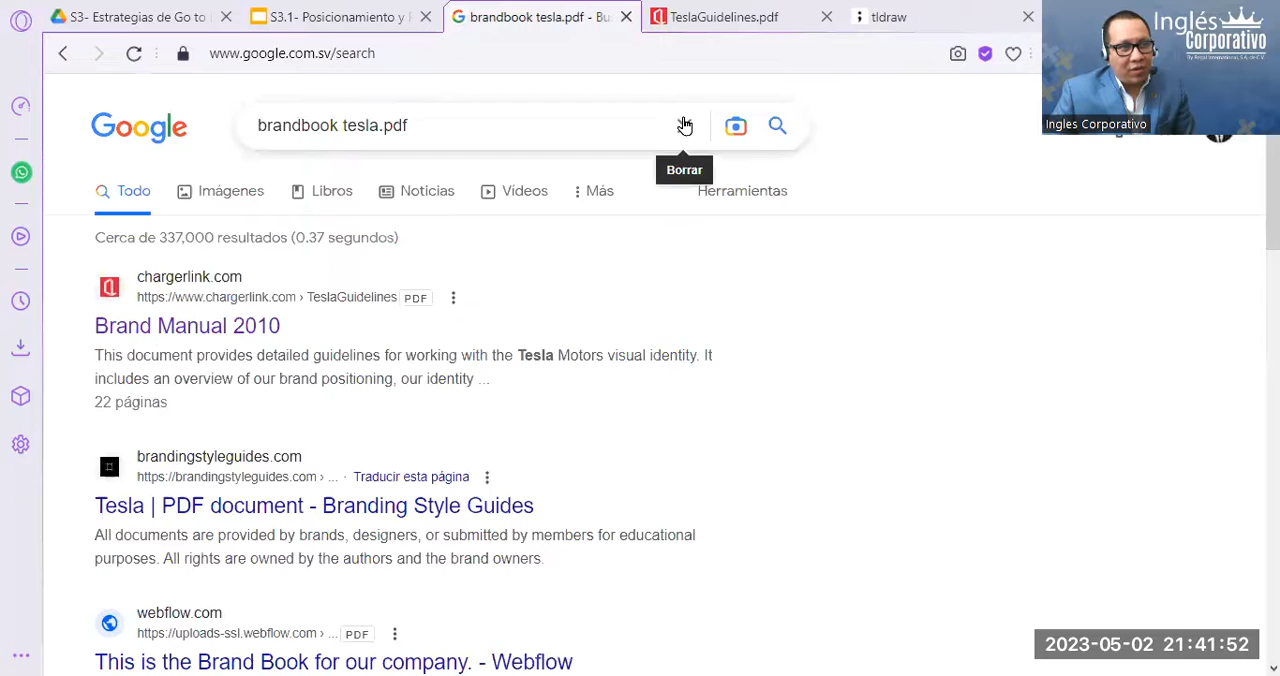 S3- Estrategias de Go to
S3.1- Posicionamiento y
brandbook tesla.pdf - Bu
TeslaGuidelines.pdf
tldraw
www.google.com.sv/search
Inglés
Corporativo
By Regal International, S.A. de C.V.
Ingles Corporativo
Google
brandbook tesla.pdf
Borrar
Todo
Imágenes
Libros
Noticias
Videos
Más
Herramientas
Cerca de 337,000 resultados (0.37 segundos)
chargerlink.com
https://www.chargerlink.com › TeslaGuidelines PDF
Brand Manual 2010
This document provides detailed guidelines for working with the Tesla Motors visual identity. It
includes an overview of our brand positioning, our identity ...
22 páginas
brandingstyleguides.com
https://brandingstyleguides.com › ... · Traducir esta página
Tesla | PDF document - Branding Style Guides
All documents are provided by brands, designers, or submitted by members for educational
purposes. All rights are owned by the authors and the brand owners.
webflow.com
https://uploads-ssl.webflow.com › ... PDF
This is the Brand Book for our company. - Webflow
2023-05-02 21:41:52